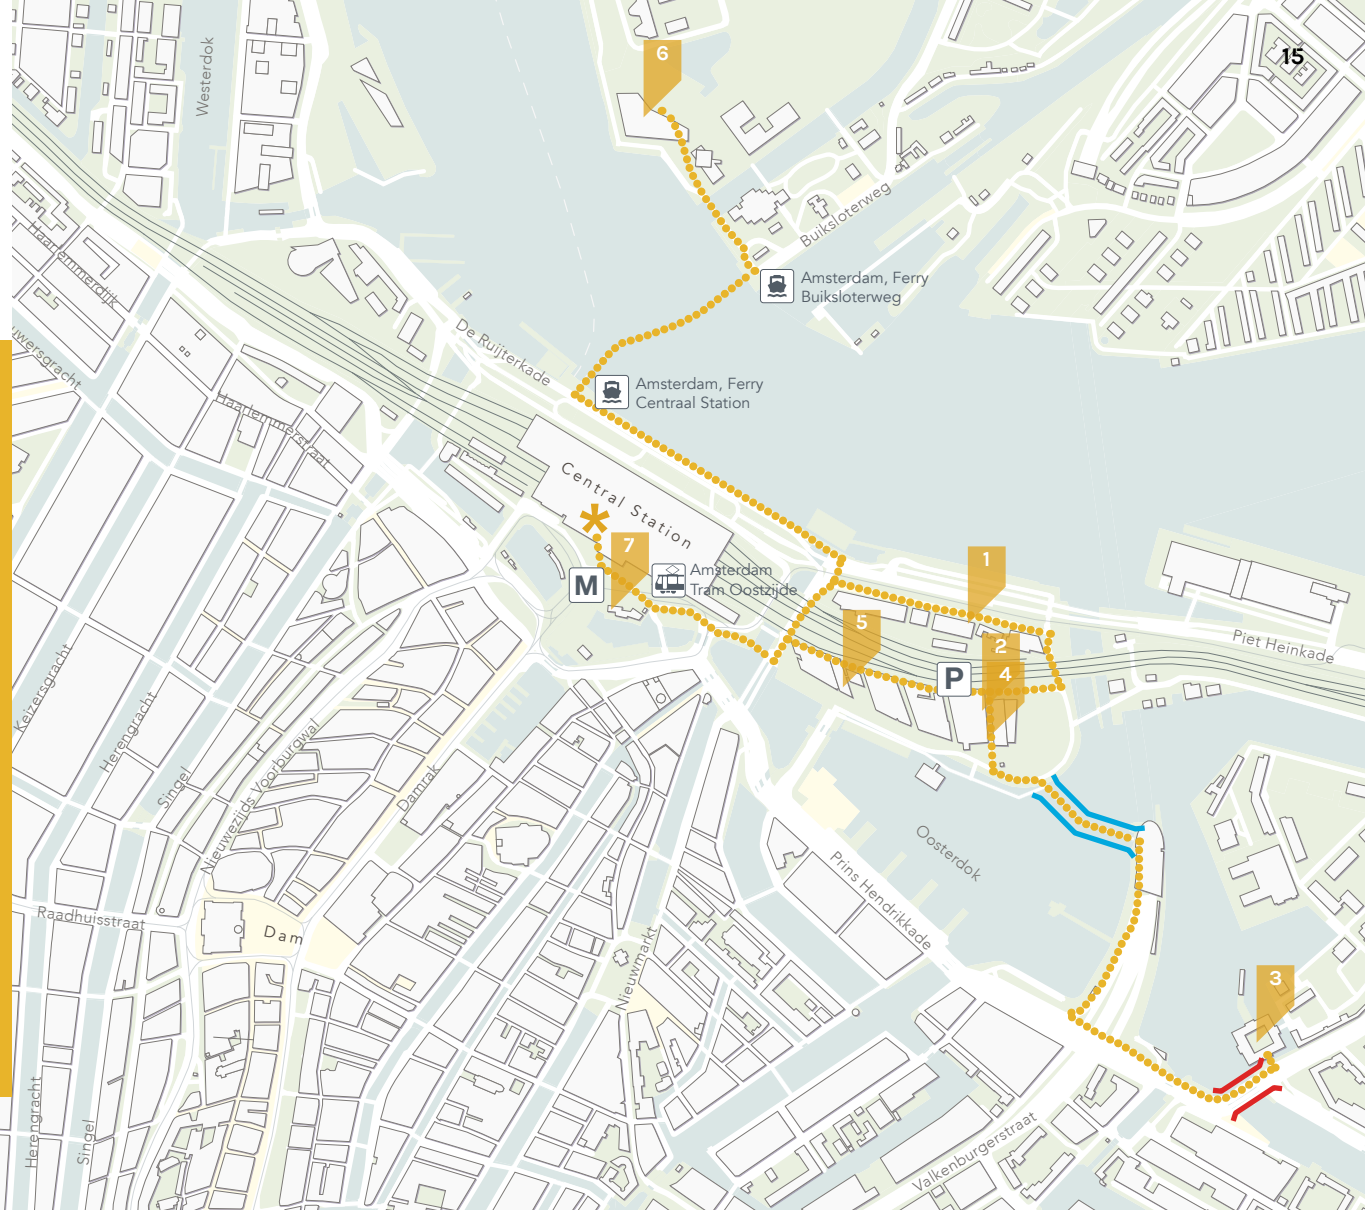 6
15
Westerdok
Haarlemmerdijk
Buiksloterweg
Amsterdam, Ferry
Buiksloterweg
De Ruijterkade
uwersgracht
Amsterdam, Ferry
Centraal Station
Haarlemmerstraat
Central Station
7
1
M
Amsterdam
Tram Oostzijde
5
2
Piet Heinkade
P
4
Keizersgracht
Herengracht
Singel
Nieuwezijds Voorburgwal
Damrak
Oosterdok
Prins Hendrikkade
Raadhuisstraat
Dam
Nieuwmarkt
3
Herengracht
Singel
Valkenburgerstraat